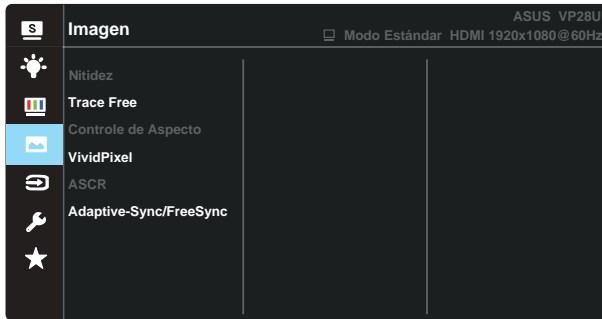 S
Imagen
ASUS VP28U
Modo Estándar HDMI 1920x1080@60Hz
Nitidez
Trace Free
Controle de Aspecto
VividPixel
ASCR
Adaptive-Sync/FreeSync